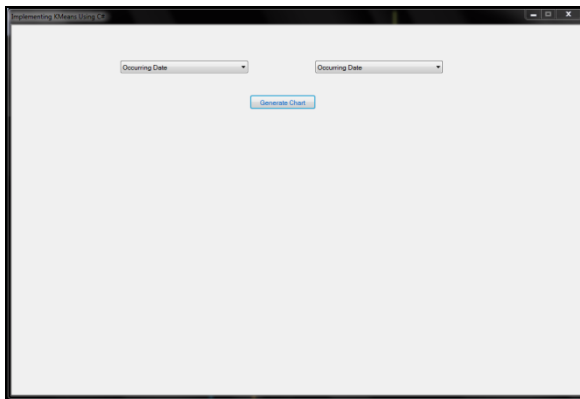 Implementing KMeans Using C#
Occurring Date
Occurring Date
Generate Chart